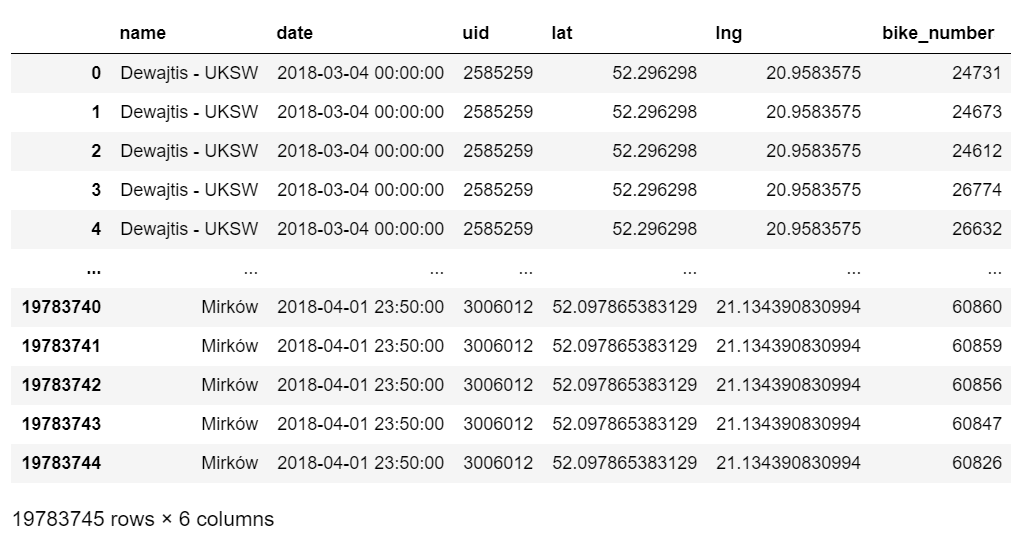 name date uid lat lng bike_number
0 Dewajtis - UKSW 2018-03-04 00:00:00 2585259 52.296298 20.9583575 24731
1 Dewajtis - UKSW 2018-03-04 00:00:00 2585259 52.296298 20.9583575 24673
2 Dewajtis - UKSW 2018-03-04 00:00:00 2585259 52.296298 20.9583575 24612
3 Dewajtis - UKSW 2018-03-04 00:00:00 2585259 52.296298 20.9583575 26774
4 Dewajtis - UKSW 2018-03-04 00:00:00 2585259 52.296298 20.9583575 26632
... ... ... ... ... ... ...
19783740 Mirków 2018-04-01 23:50:00 3006012 52.097865383129 21.134390830994 60860
19783741 Mirków 2018-04-01 23:50:00 3006012 52.097865383129 21.134390830994 60859
19783742 Mirków 2018-04-01 23:50:00 3006012 52.097865383129 21.134390830994 60856
19783743 Mirków 2018-04-01 23:50:00 3006012 52.097865383129 21.134390830994 60847
19783744 Mirków 2018-04-01 23:50:00 3006012 52.097865383129 21.134390830994 60826
19783745 rows × 6 columns